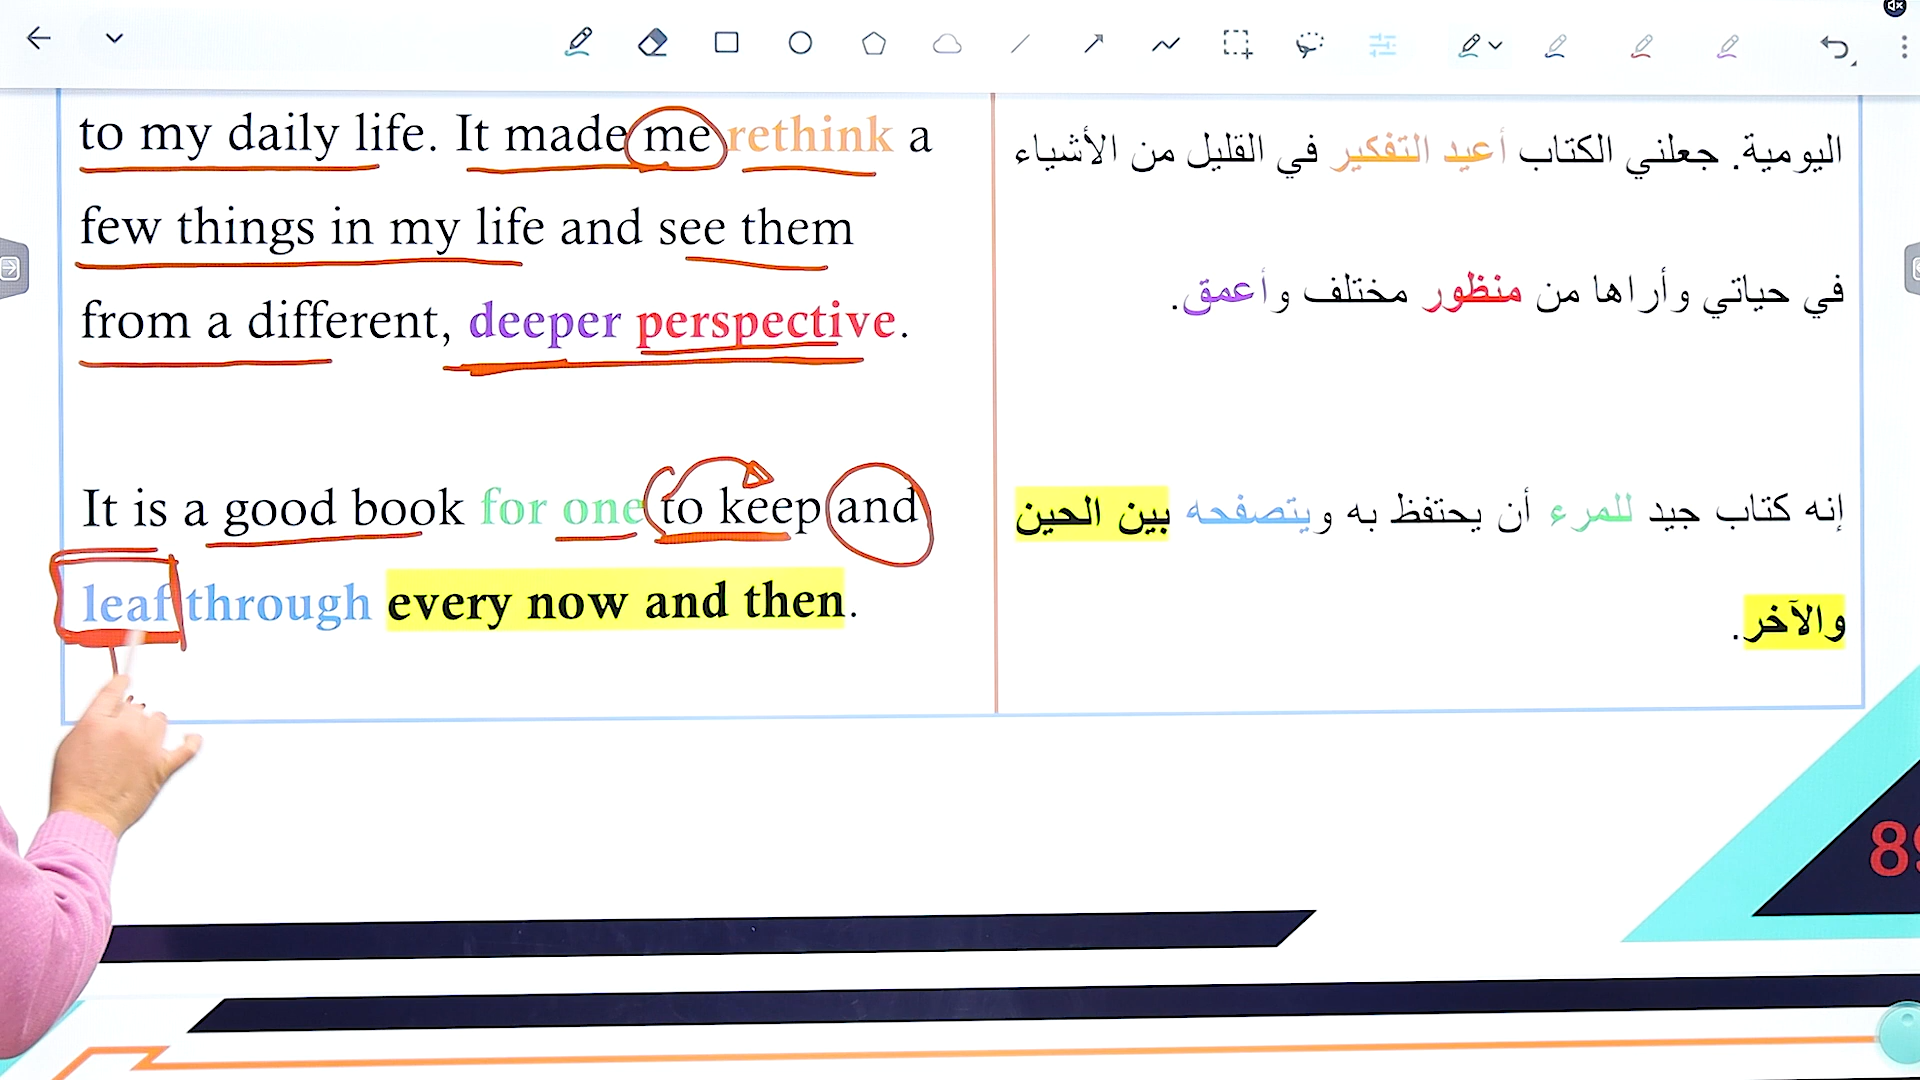 to my daily life. It made me rethink a
few things in my life and see them
from a different, deeper perspective.
It is a good book for one to keep and
leaf through every now and then.
اليومية. جعلني الكتاب أعيد التفكير في القليل من الأشياء
في حياتي وأراها من منظور مختلف وأعمق.
إنه كتاب جيد للمرء أن يحتفظ به ويتصفحه بين الحين
والآخر.